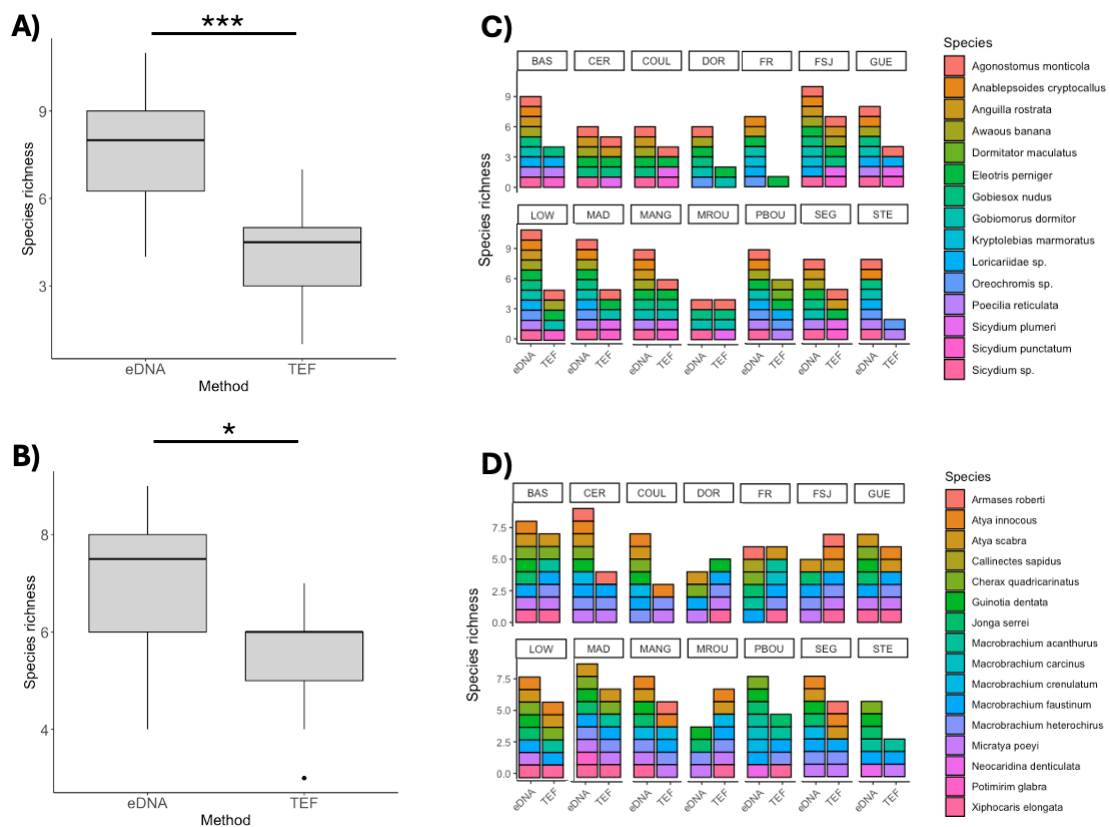 A)
***
Species richness
9
6
3
eDNA
TEF
Method
B)
*
Species richness
8
6
4
eDNA
TEF
Method
C)
BAS CER COUL DOR FR FSJ GUE
9
6
3
0
LOW MAD MANG MROU PBOU SEG STE
9
6
3
0
Species richness
eDNA TEF eDNA TEF eDNA TEF eDNA TEF eDNA TEF eDNA TEF eDNA TEF
Species
Agonostomus monticola
Anablepsoides cryptocallus
Anguilla rostrata
Awaous banana
Dormitator maculatus
Eleotris perniger
Gobiesox nudus
Gobiomorus dormitor
Kryptolebias marmoratus
Loricariidae sp.
Oreochromis sp.
Poecilia reticulata
Sicydium plumeri
Sicydium punctatum
Sicydium sp.
D)
BAS CER COUL DOR FR FSJ GUE
7.5
5.0
2.5
0.0
LOW MAD MANG MROU PBOU SEG STE
7.5
5.0
2.5
0.0
Species richness
eDNA TEF eDNA TEF eDNA TEF eDNA TEF eDNA TEF eDNA TEF eDNA TEF
Species
Armases roberti
Atya innocous
Atya scabra
Callinectes sapidus
Cherax quadricarinatus
Guinotia dentata
Jonga serrei
Macrobrachium acanthurus
Macrobrachium carcinus
Macrobrachium crenulatum
Macrobrachium faustinum
Macrobrachium heterochirus
Micratya poeyi
Neocaridina denticulata
Potimirim glabra
Xiphocaris elongata